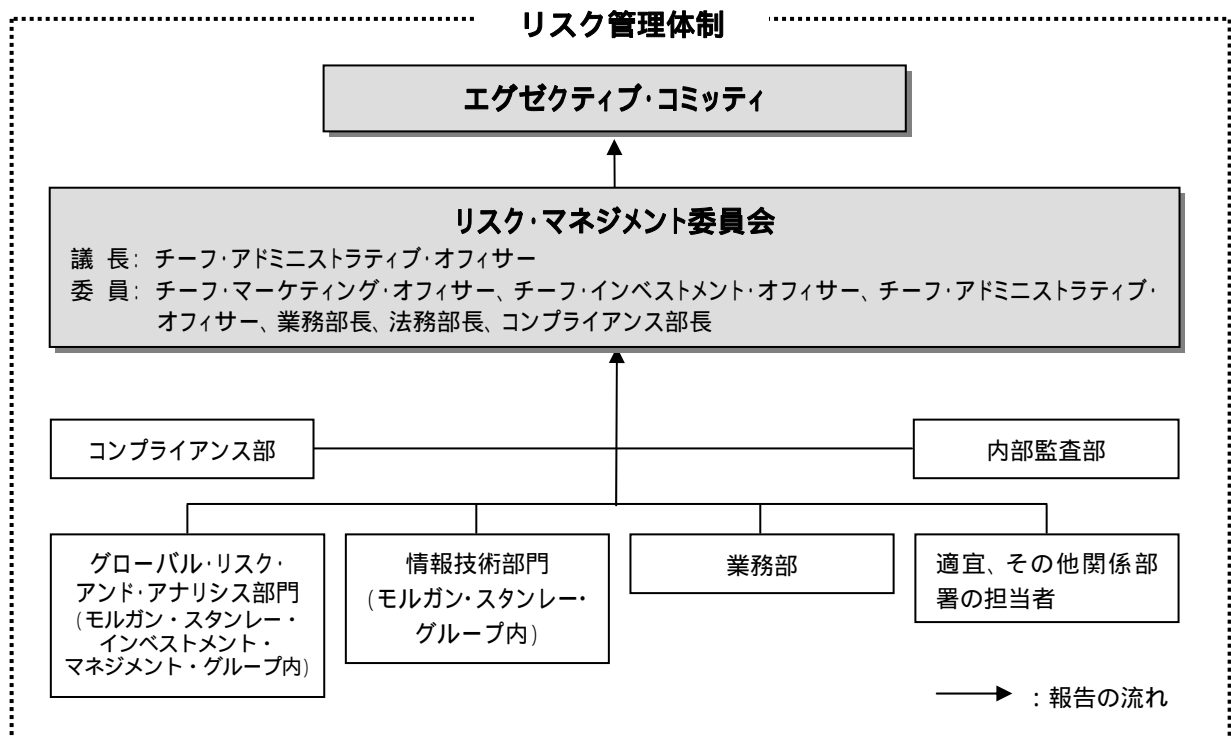 リスク管理体制
エグゼクティブ・コミッティ
リスク・マネジメント委員会
議 長: チーフ・アドミニストラティブ・オフィサー
委 員: チーフ・マーケティング・オフィサー、チーフ・インベストメント・オフィサー、チーフ・アドミニストラティブ・
オフィサー、業務部長、法務部長、コンプライアンス部長
コンプライアンス部
内部監査部
グローバル・リスク・
アンド・アナリシス部門
(モルガン・スタンレー・
インベストメント・
マネジメント・グループ内)
情報技術部門
(モルガン・スタンレー・
グループ内)
業務部
適宜、その他関係部
署の担当者
:報告の流れ